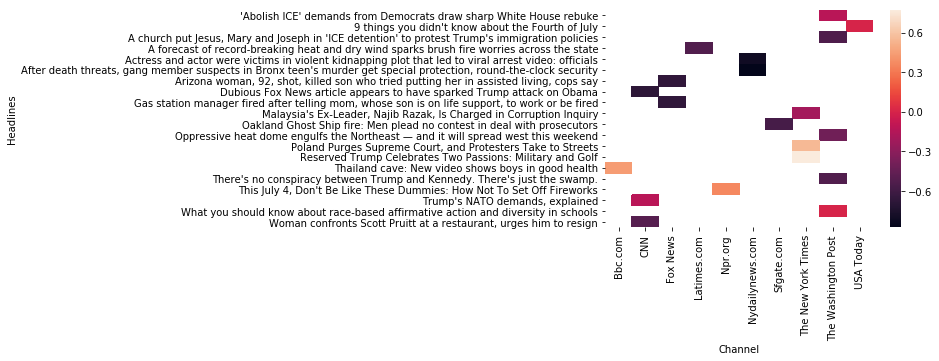 'Abolish ICE' demands from Democrats draw sharp White House rebuke
9 things you didn't know about the Fourth of July
A church put Jesus, Mary and Joseph in 'ICE detention' to protest Trump's immigration policies
A forecast of record-breaking heat and dry wind sparks brush fire worries across the state
Actress and actor were victims in violent kidnapping plot that led to viral arrest video: officials
After death threats, gang member suspects in Bronx teen's murder get special protection, round-the-clock security
Arizona woman, 92, shot, killed son who tried putting her in assisted living, cops say
Dubious Fox News article appears to have sparked Trump attack on Obama
Gas station manager fired after telling mom, whose son is on life support, to work or be fired
Malaysia's Ex-Leader, Najib Razak, Is Charged in Corruption Inquiry
Oakland Ghost Ship fire: Men plead no contest in deal with prosecutors
Oppressive heat dome engulfs the Northeast — and it will spread west this weekend
Poland Purges Supreme Court, and Protesters Take to Streets
Reserved Trump Celebrates Two Passions: Military and Golf
Thailand cave: New video shows boys in good health
There's no conspiracy between Trump and Kennedy. There's just the swamp.
This July 4, Don't Be Like These Dummies: How Not To Set Off Fireworks
Trump's NATO demands, explained
What you should know about race-based affirmative action and diversity in schools
Woman confronts Scott Pruitt at a restaurant, urges him to resign
Headlines
Bbc.com
CNN
Fox News
Latimes.com
Npr.org
Nydailynews.com
Sfgate.com
The New York Times
The Washington Post
USA Today
Channel
0.6
0.3
0.0
−0.3
−0.6